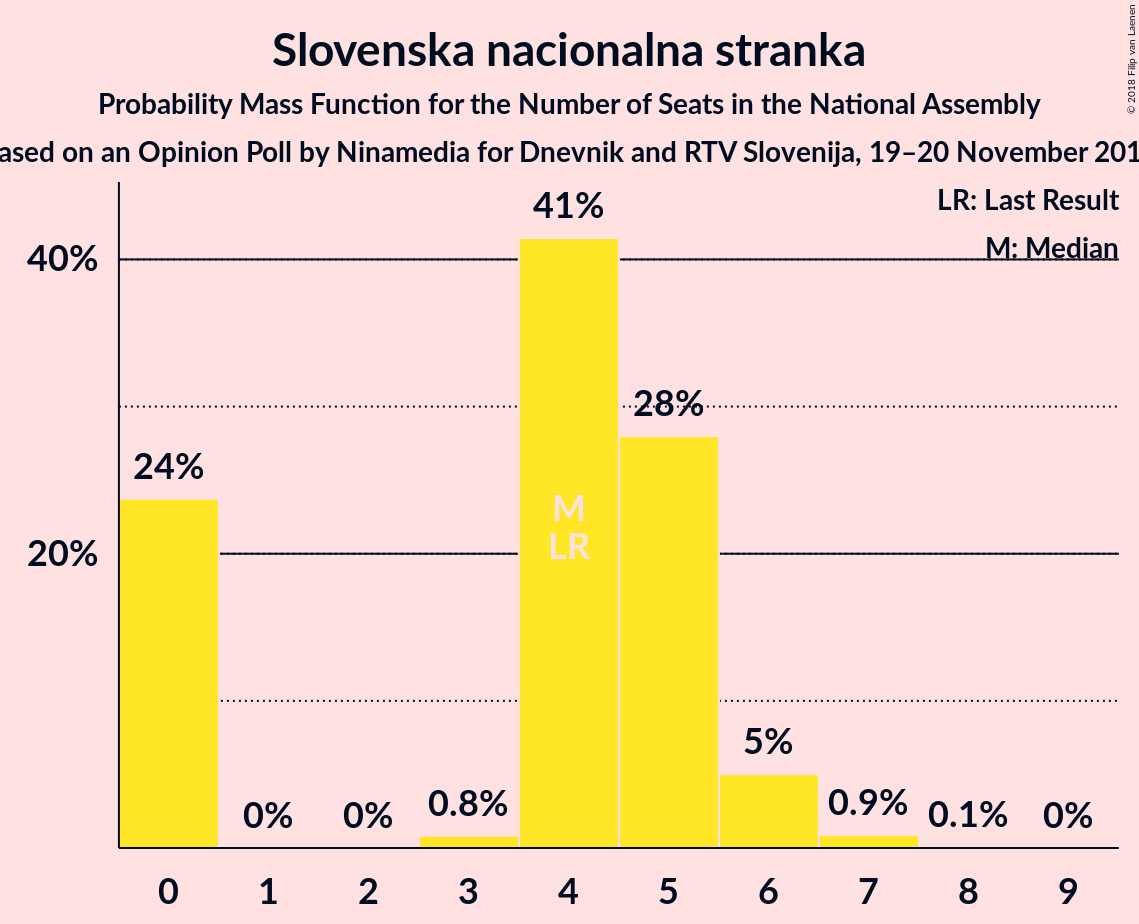 Slovenska nacionalna stranka
Probability Mass Function for the Number of Seats in the National Assembly
ased on an Opinion Poll by Ninamedia for Dnevnik and RTV Slovenija, 19–20 November 201
© 2018 Filip van Laenen
LR: Last Result
M: Median
40%
20%
24%
0%
0%
0.8%
41%
28%
5%
0.9%
0.1%
0%
M
LR
0 1 2 3 4 5 6 7 8 9